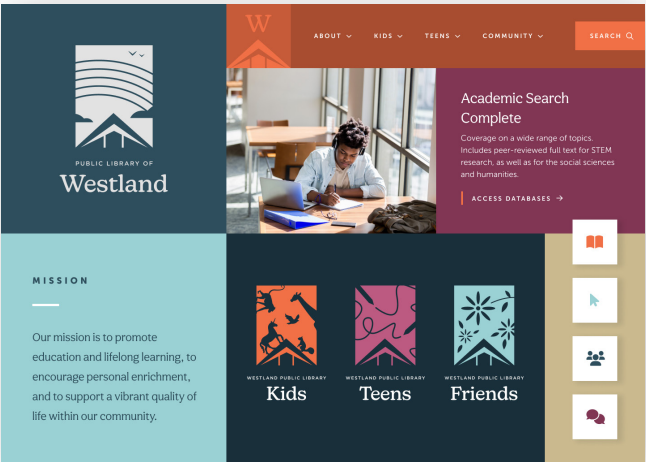 PUBLIC LIBRARY OF
Westland
W
ABOUT
KIDS
TEENS
COMMUNITY
SEARCH
Academic Search
Complete
Coverage on a wide range of topics.
Includes peer-reviewed full text for STEM
research, as well as for the social sciences
and humanities.
ACCESS DATABASES →
MISSION
Our mission is to promote
education and lifelong learning, to
encourage personal enrichment,
and to support a vibrant quality of
life within our community.
WESTLAND PUBLIC LIBRARY
Kids
WESTLAND PUBLIC LIBRARY
Teens
WESTLAND PUBLIC LIBRARY
Friends